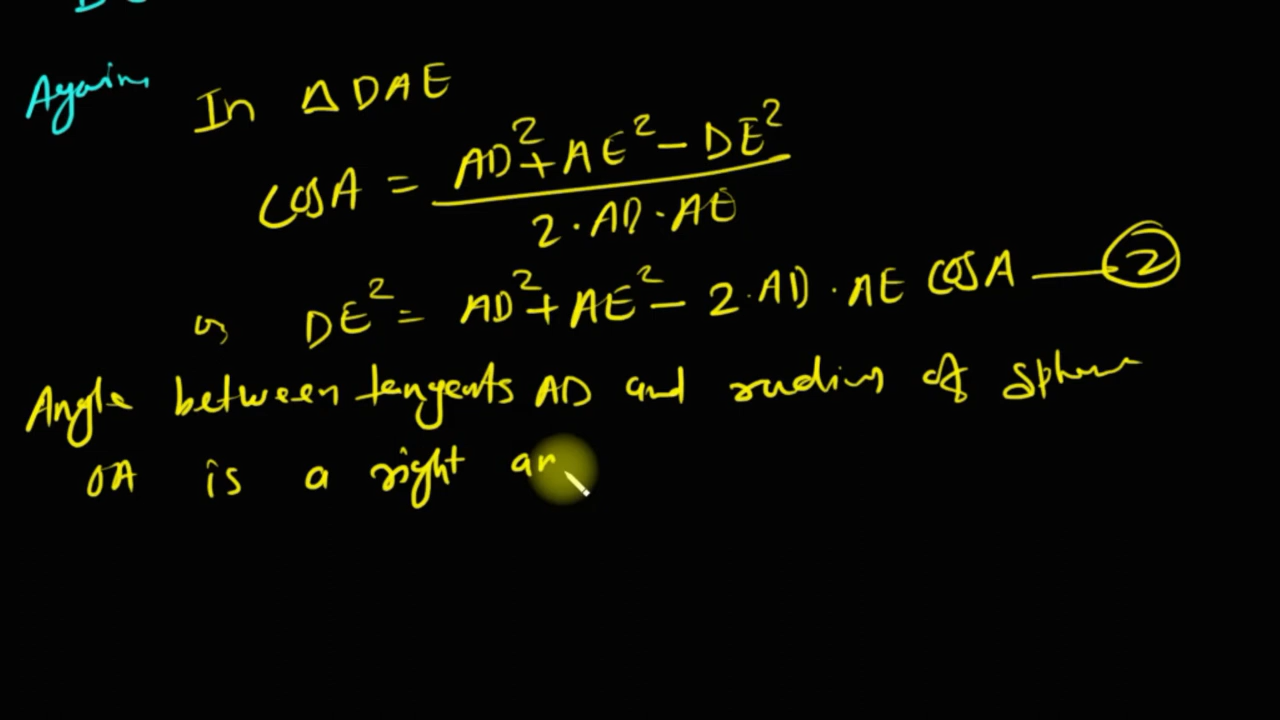 Again In ΔDAE
cosA = (AD²+AE²-DE²)/(2·AD·AE)
or, DE² = AD²+AE²-2·AD·AE cosA — 2
Angle between tangents AD and radius of sphere
OA is a right an